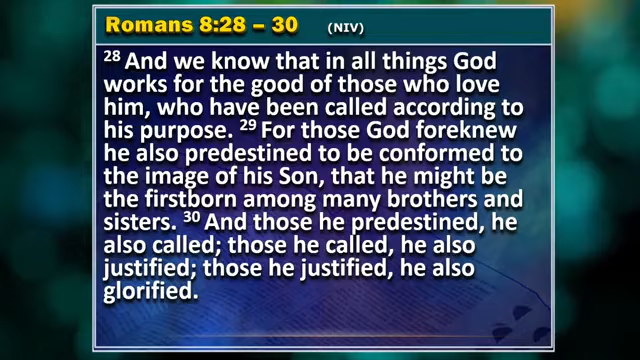 Romans 8:28 – 30 (NIV)
28 And we know that in all things God
works for the good of those who love
him, who have been called according to
his purpose. 29 For those God foreknew
he also predestined to be conformed to
the image of his Son, that he might be
the firstborn among many brothers and
sisters. 30 And those he predestined, he
also called; those he called, he also
justified; those he justified, he also
glorified.